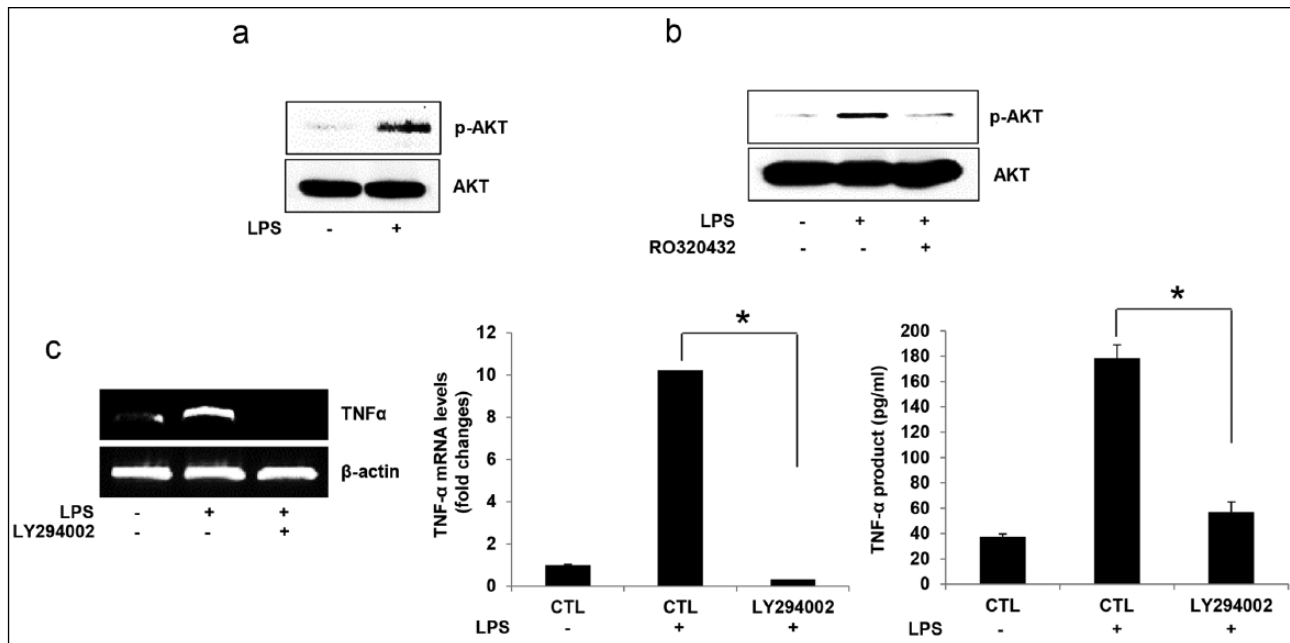 a
p-AKT
AKT
LPS - +
b
p-AKT
AKT
LPS - + +
RO320432 - - +
c
TNFα
β-actin
LPS - + +
LY294002 - - +
TNF-α mRNA levels
(fold changes)
12
10
8
6
4
2
0
*
CTL CTL LY294002
LPS - + +
TNF-α product (pg/ml)
200
180
160
140
120
100
80
60
40
20
0
*
CTL CTL LY294002
LPS - + +